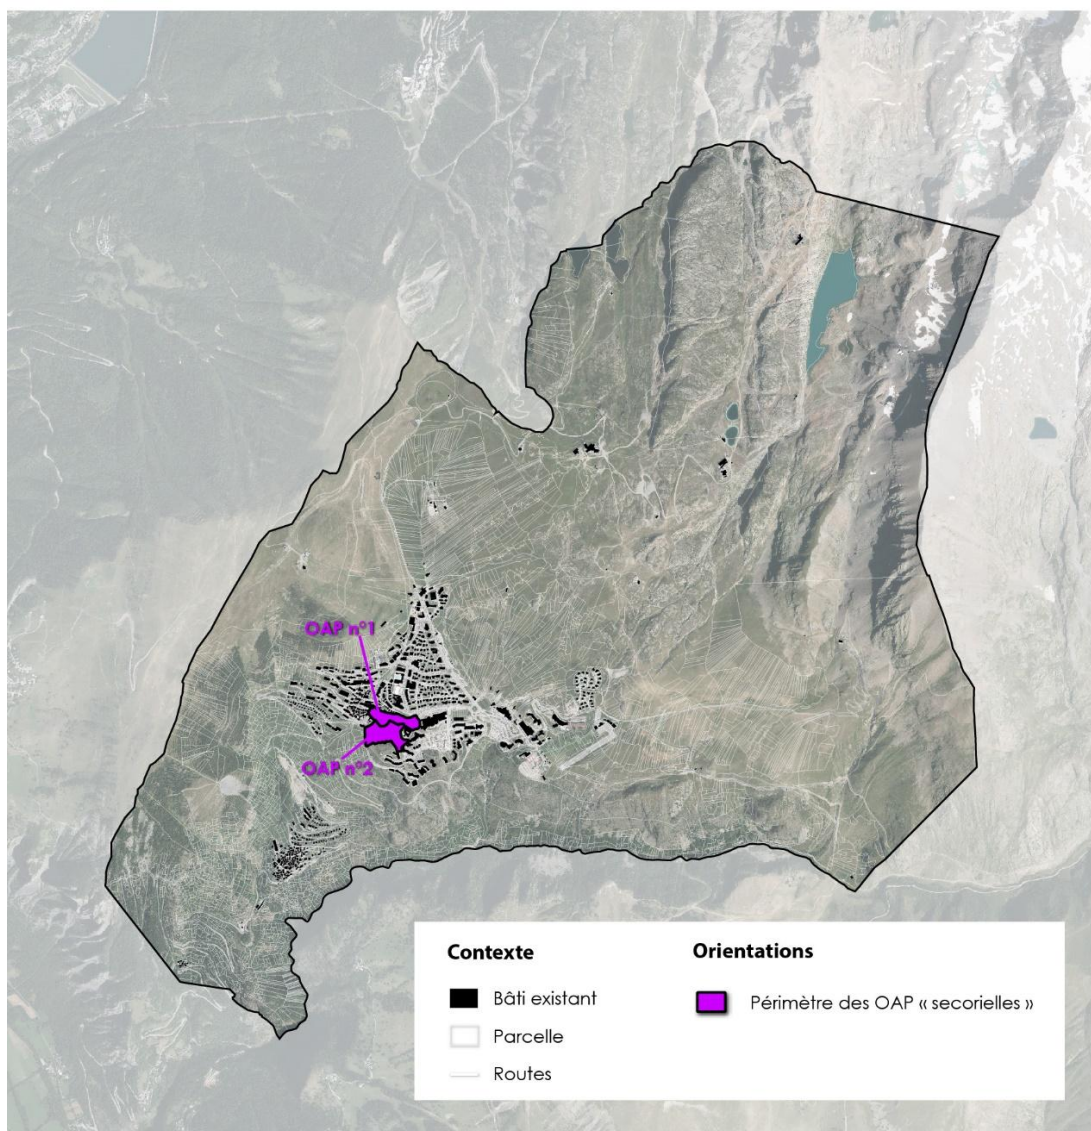 OAP n°1
OAP n°2
Contexte
Bâti existant
Parcelle
Routes
Orientations
Périmètre des OAP « secorielles »